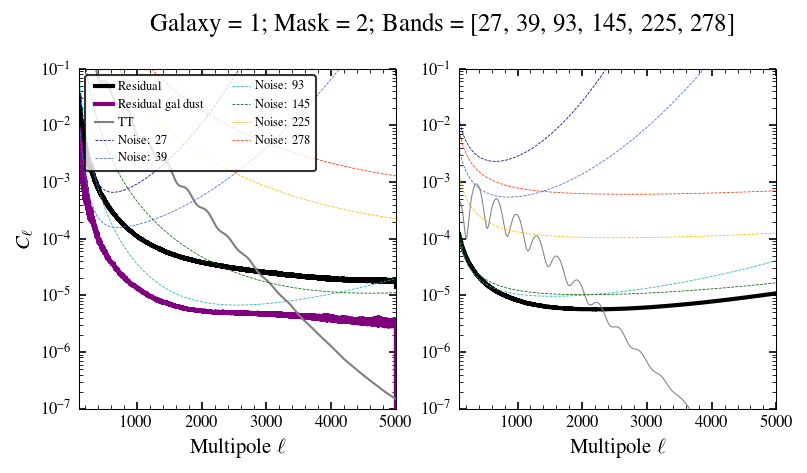 Galaxy = 1; Mask = 2; Bands = [27, 39, 93, 145, 225, 278]
C_ℓ
10⁻¹
10⁻²
10⁻³
10⁻⁴
10⁻⁵
10⁻⁶
10⁻⁷
Residual
Residual gal dust
TT
Noise: 27
Noise: 39
Noise: 93
Noise: 145
Noise: 225
Noise: 278
1000 2000 3000 4000 5000
Multipole ℓ
10⁻¹
10⁻²
10⁻³
10⁻⁴
10⁻⁵
10⁻⁶
10⁻⁷
1000 2000 3000 4000 5000
Multipole ℓ